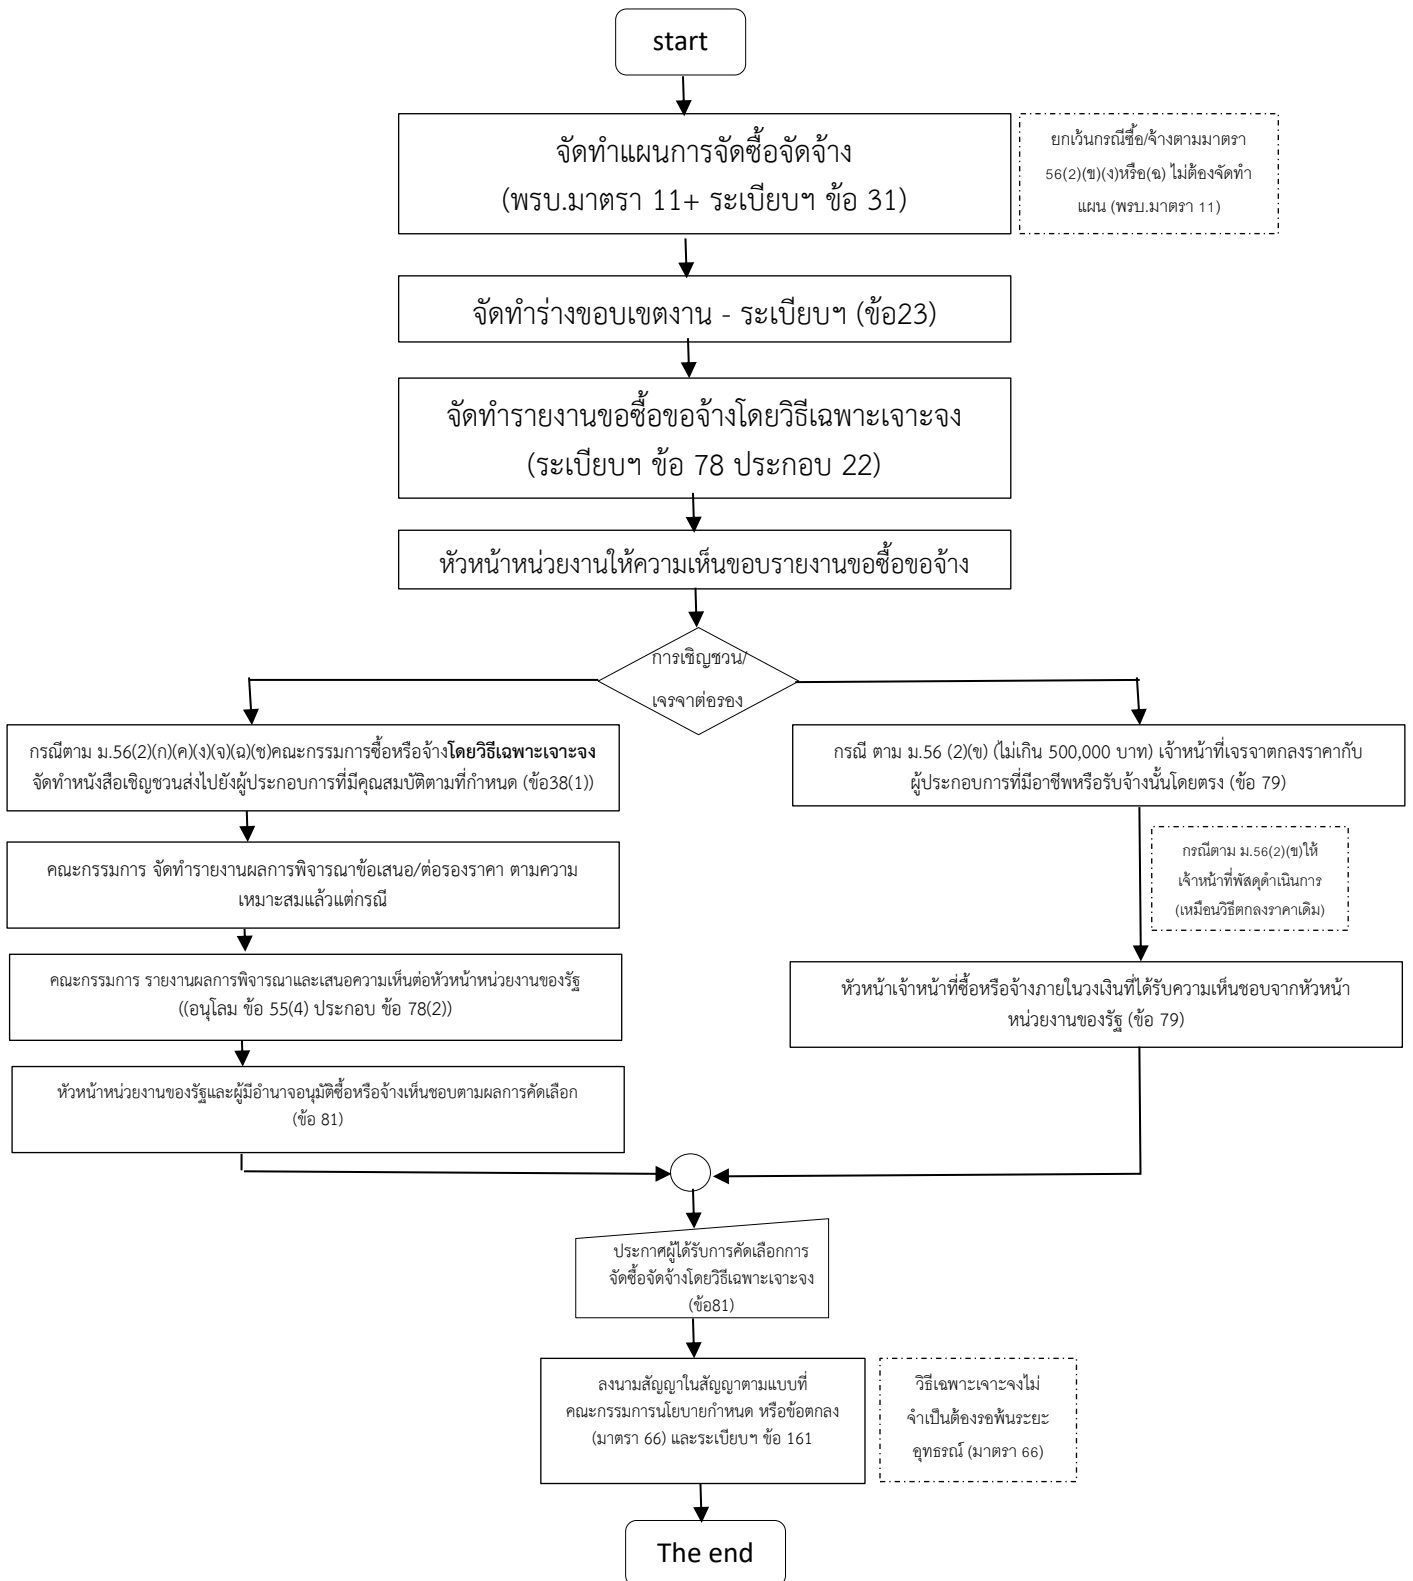 start
จัดทำแผนการจัดซื้อจัดจ้าง
(พรบ.มาตรา 11+ ระเบียบฯ ข้อ 31)
ยกเว้นกรณีซื้อ/จ้างตามมาตรา
56(2)(ข)(ง)หรือ(ฉ) ไม่ต้องจัดทำ
แผน (พรบ.มาตรา 11)
จัดทำร่างขอบเขตงาน - ระเบียบฯ (ข้อ23)
จัดทำรายงานขอซื้อขอจ้างโดยวิธีเฉพาะเจาะจง
(ระเบียบฯ ข้อ 78 ประกอบ 22)
หัวหน้าหน่วยงานให้ความเห็นขอบรายงานขอซื้อขอจ้าง
การเชิญชวน/
เจรจาต่อรอง
กรณีตาม ม.56(2)(ก)(ค)(ง)(จ)(ฉ)(ช)คณะกรรมการซื้อหรือจ้างโดยวิธีเฉพาะเจาะจง
จัดทำหนังสือเชิญชวนส่งไปยังผู้ประกอบการที่มีคุณสมบัติตามที่กำหนด (ข้อ38(1))
คณะกรรมการ จัดทำรายงานผลการพิจารณาข้อเสนอ/ต่อรองราคา ตามความ
เหมาะสมแล้วแต่กรณี
คณะกรรมการ รายงานผลการพิจารณาและเสนอความเห็นต่อหัวหน้าหน่วยงานของรัฐ
((อนุโลม ข้อ 55(4) ประกอบ ข้อ 78(2))
หัวหน้าหน่วยงานของรัฐและผู้มีอำนาจอนุมัติซื้อหรือจ้างเห็นชอบตามผลการคัดเลือก
(ข้อ 81)
กรณี ตาม ม.56 (2)(ข) (ไม่เกิน 500,000 บาท) เจ้าหน้าที่เจรจาตกลงราคากับ
ผู้ประกอบการที่มีอาชีพหรือรับจ้างนั้นโดยตรง (ข้อ 79)
กรณีตาม ม.56(2)(ข)ให้
เจ้าหน้าที่พัสดุดำเนินการ
(เหมือนวิธีตกลงราคาเดิม)
หัวหน้าเจ้าหน้าที่ซื้อหรือจ้างภายในวงเงินที่ได้รับความเห็นชอบจากหัวหน้า
หน่วยงานของรัฐ (ข้อ 79)
ประกาศผู้ได้รับการคัดเลือกการ
จัดซื้อจัดจ้างโดยวิธีเฉพาะเจาะจง
(ข้อ81)
ลงนามสัญญาในสัญญาตามแบบที่
คณะกรรมการนโยบายกำหนด หรือข้อตกลง
(มาตรา 66) และระเบียบฯ ข้อ 161
วิธีเฉพาะเจาะจงไม่
จำเป็นต้องรอพ้นระยะ
อุทธรณ์ (มาตรา 66)
The end